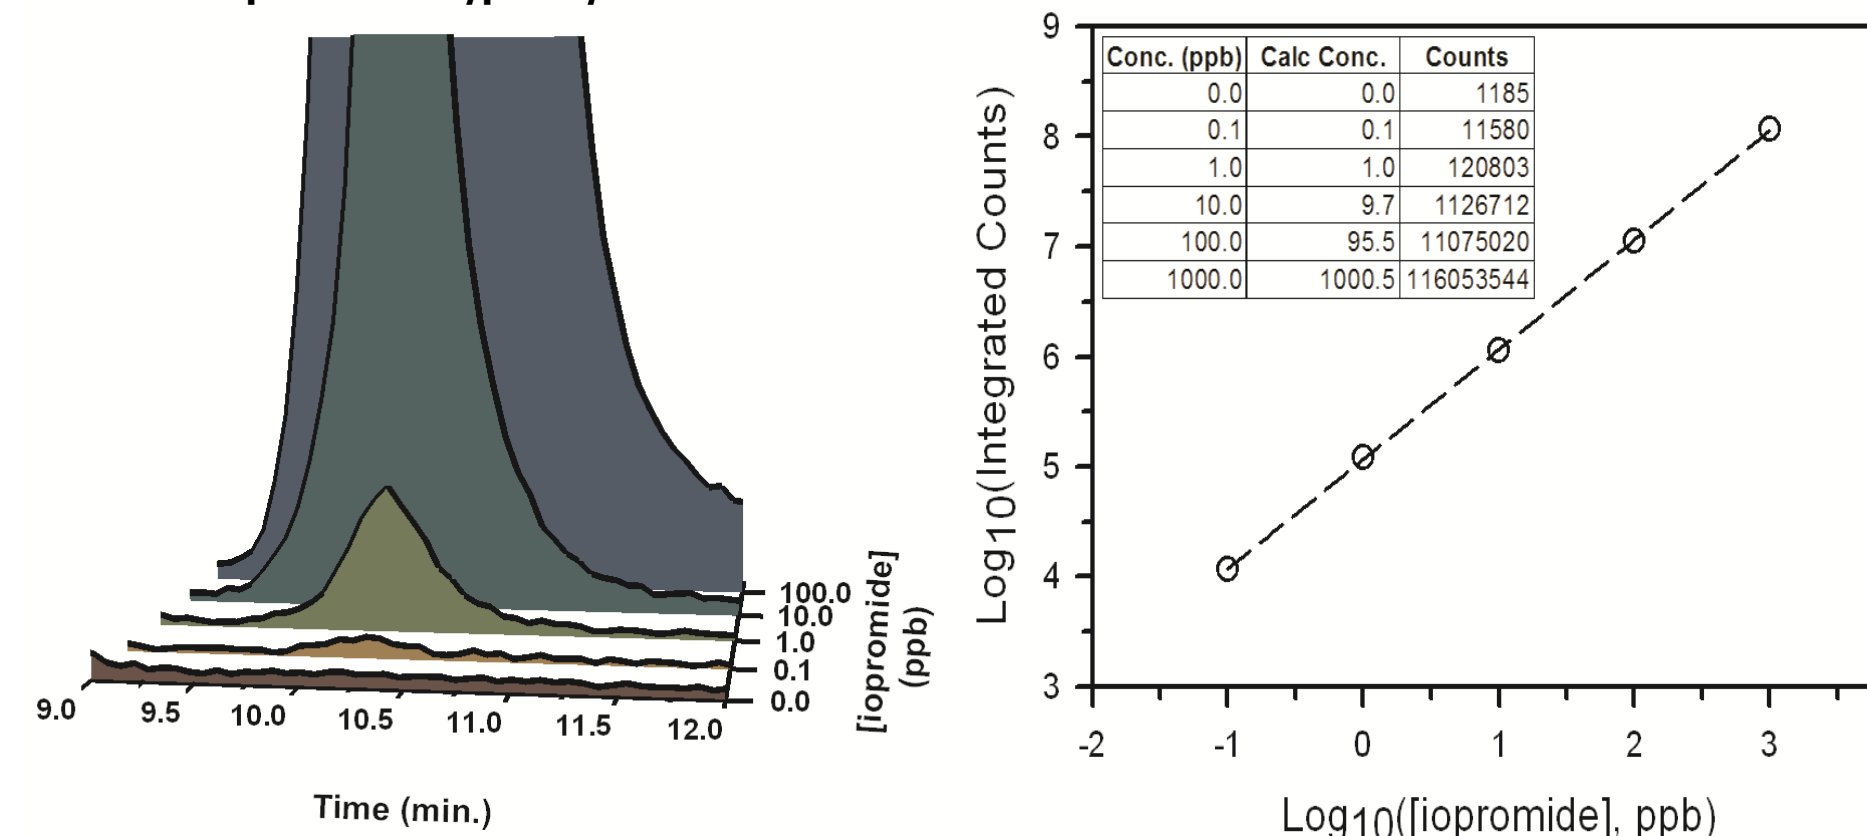 100.0
10.0
1.0
0.1
0.0
[iopromide]
(ppb)
9.0 9.5 10.0 10.5 11.0 11.5 12.0
Time (min.)
Log10(Integrated Counts)
9
8
7
6
5
4
3
Conc. (ppb) Calc Conc. Counts
0.0 0.0 1185
0.1 0.1 11580
1.0 1.0 120803
10.0 9.7 1126712
100.0 95.5 11075020
1000.0 1000.5 116053544
-2 -1 0 1 2 3
Log10([iopromide], ppb)